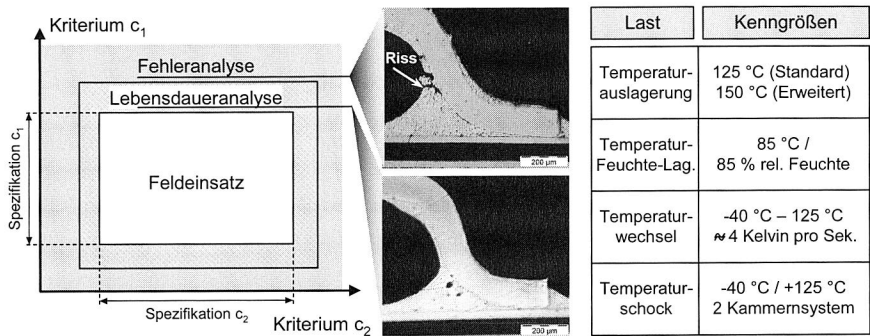 Kriterium c1
Fehleranalyse
Lebensdaueranalyse
Spezifikation c1
Feldeinsatz
Spezifikation c2
Kriterium c2
Riss
200 µm
200 µm
Last Kenngrößen
Temperatur- 125 °C (Standard)
auslagerung 150 °C (Erweitert)
Temperatur- 85 °C /
Feuchte-Lag. 85 % rel. Feuchte
Temperatur- -40 °C – 125 °C
wechsel ≈ 4 Kelvin pro Sek.
Temperatur- -40 °C / +125 °C
schock 2 Kammernsystem